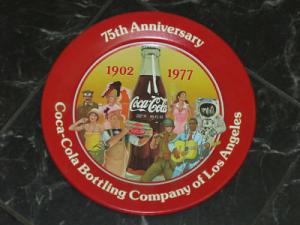 75th Anniversary
1902 1977
Coca-Cola
Coca-Cola Bottling Company of Los Angeles